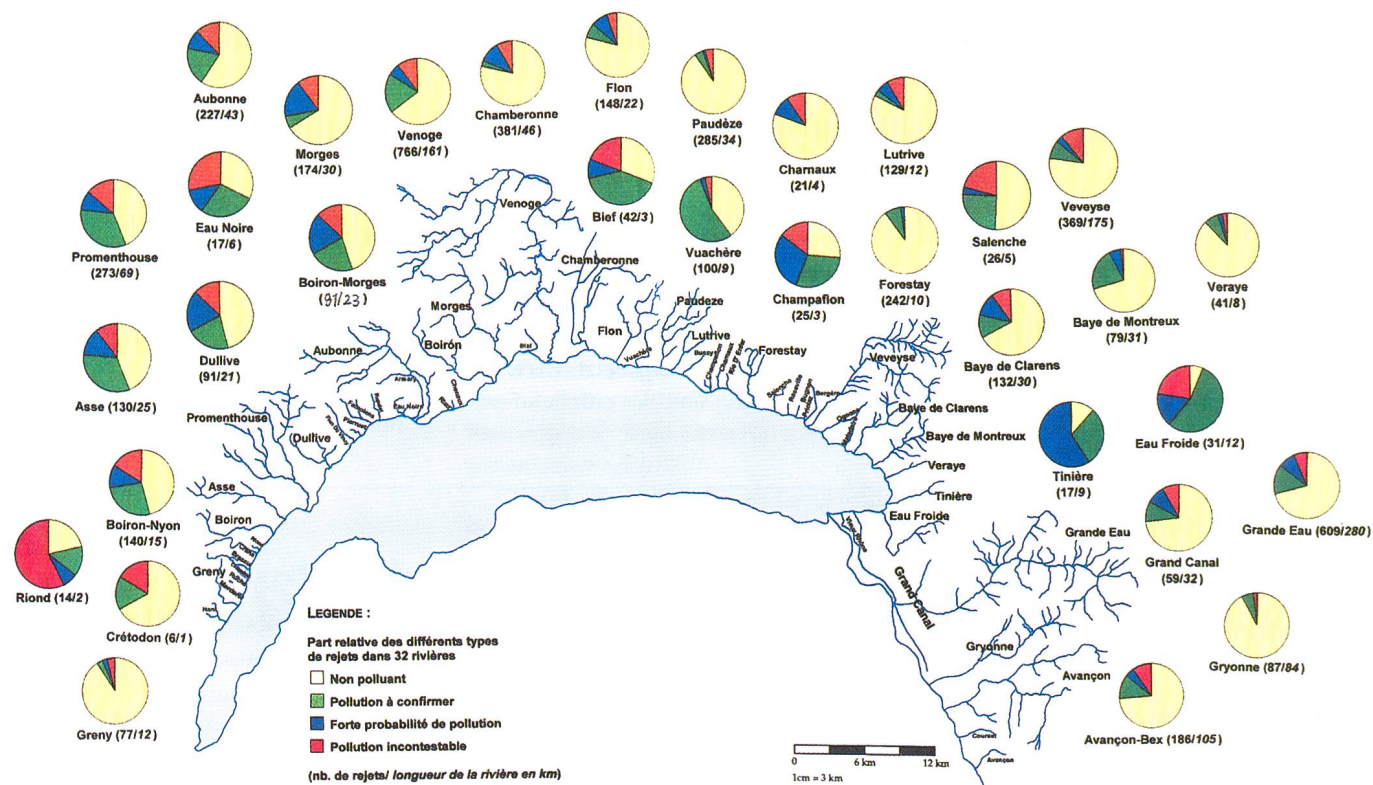 Aubonne
(227/43)
Morges
(174/30)
Venoge
(766/161)
Chamberonne
(381/46)
Flon
(148/22)
Paudèze
(285/34)
Charnaux
(21/4)
Lutrive
(129/12)
Veveyse
(369/175)
Promenthouse
(273/69)
Eau Noire
(17/6)
Boiron-Morges
(91/23)
Bief (42/3)
Vuachère
(100/9)
Champaflon
(25/3)
Forestay
(242/10)
Salenche
(26/5)
Baye de Montreux
(79/31)
Veraye
(41/8)
Asse (130/25)
Dullive
(91/21)
Baye de Clarens
(132/30)
Tinière
(17/9)
Eau Froide (31/12)
Boiron-Nyon
(140/15)
Riond (14/2)
Crétodon (6/1)
Greny (77/12)
Grand Canal
(59/32)
Grande Eau (609/280)
Gryonne (87/84)
Avançon-Bex (186/105)
Venoge
Chamberonne
Morges
Boirón
Aubonne
Flon
Paudeze
Lutrive
Forestay
Veveyse
Vuachère
Bief
Promenthouse
Dullive
Armary
Eau Noire
Asse
Boiron
Greny
Baye de Clarens
Baye de Montreux
Veraye
Tinière
Eau Froide
Vieux Rhône
Grand Canal
Grande Eau
Gryonne
Avançon
Avançon
LEGENDE :
Part relative des différents types
de rejets dans 32 rivières
Non polluant
Pollution à confirmer
Forte probabilité de pollution
Pollution incontestable
(nb. de rejets/ longueur de la rivière en km)
0 6 km 12 km
1cm = 3 km